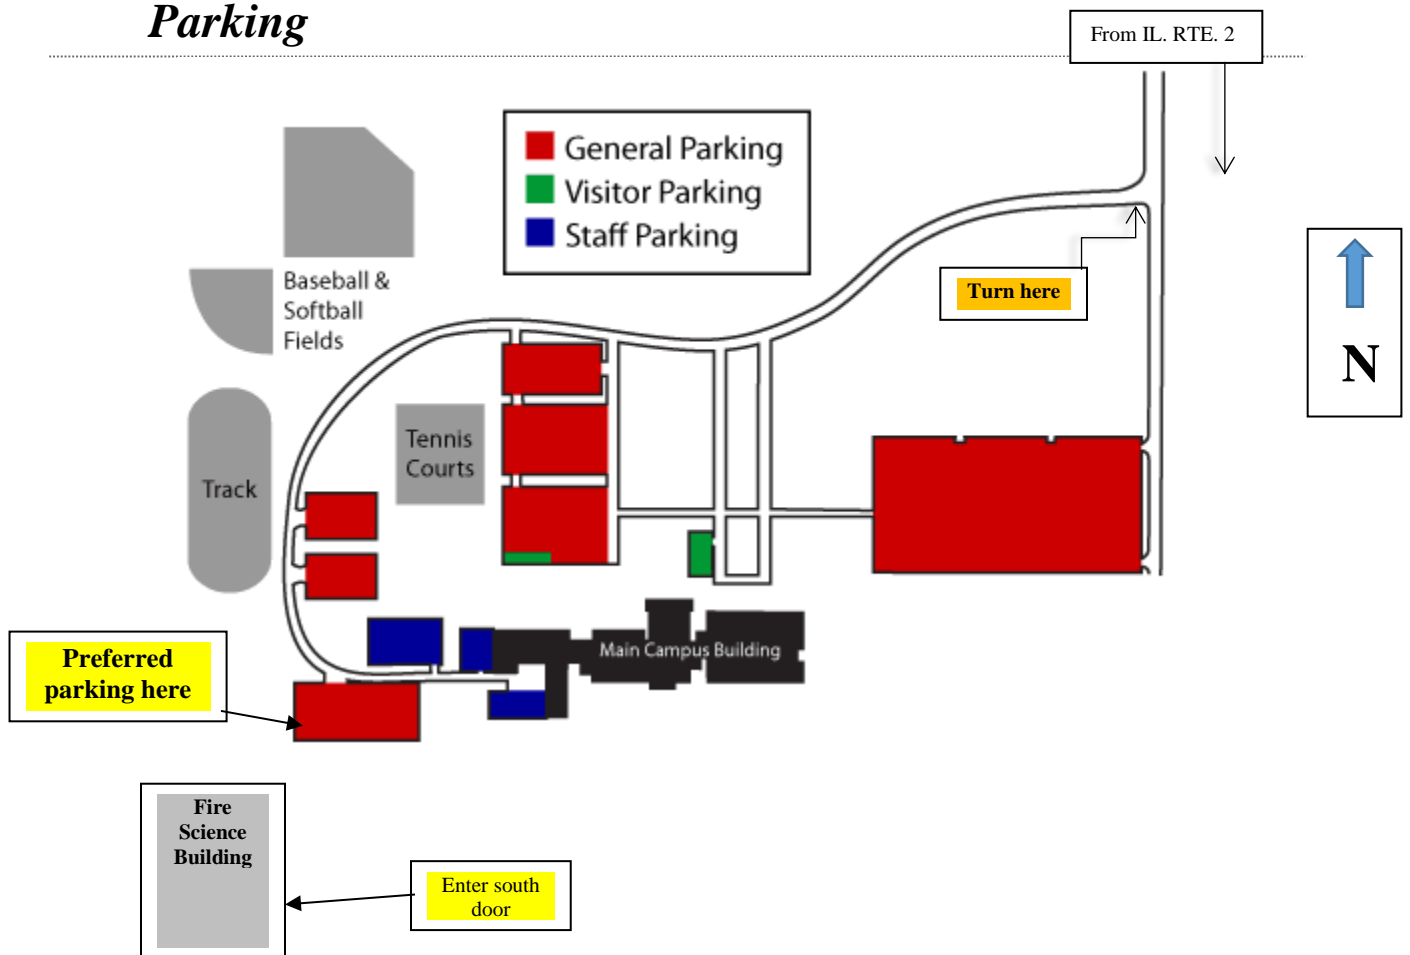 Parking
From IL. RTE. 2
General Parking
Visitor Parking
Staff Parking
Baseball &
Softball
Fields
Turn here
N
Tennis
Courts
Track
Main Campus Building
Preferred
parking here
Fire
Science
Building
Enter south
door